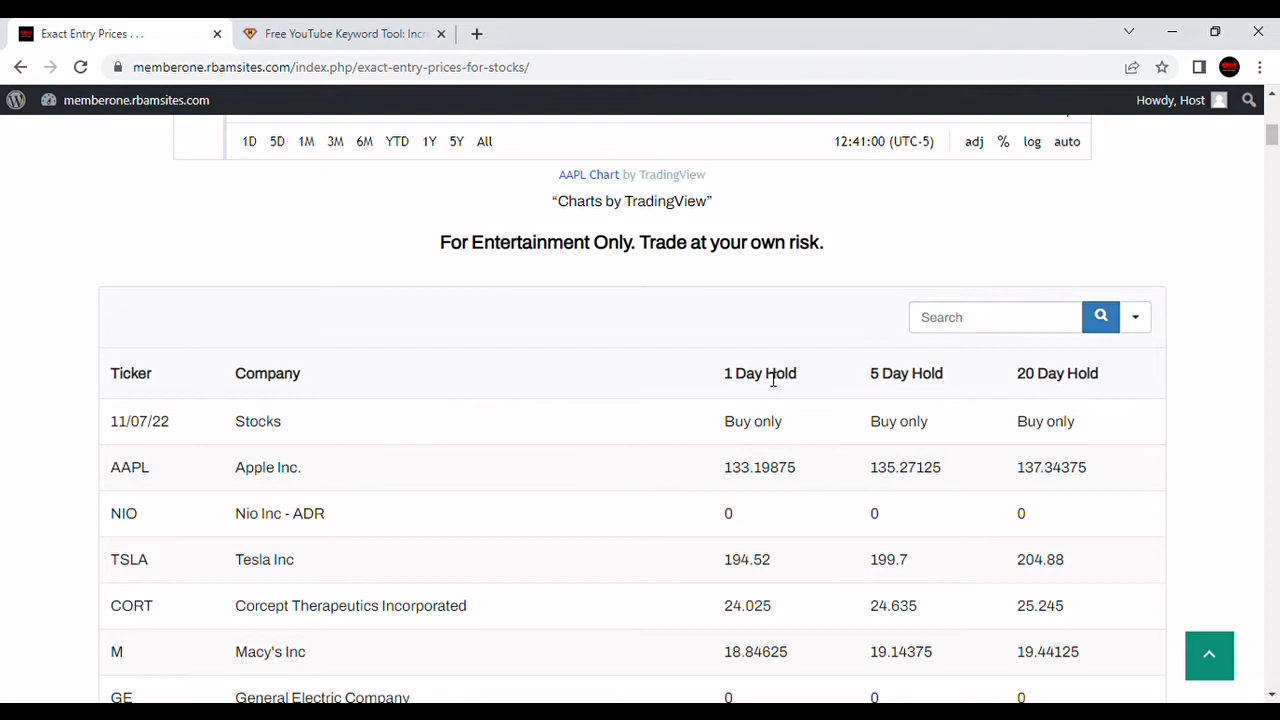 Exact Entry Prices . . .
Free YouTube Keyword Tool: Incre
memberone.rbamsites.com/index.php/exact-entry-prices-for-stocks/
memberone.rbamsites.com Howdy, Host
1D 5D 1M 3M 6M YTD 1Y 5Y All 12:41:00 (UTC-5) adj % log auto
AAPL Chart by TradingView
“Charts by TradingView”
For Entertainment Only. Trade at your own risk.
Search
Ticker Company 1 Day Hold 5 Day Hold 20 Day Hold
11/07/22 Stocks Buy only Buy only Buy only
AAPL Apple Inc. 133.19875 135.27125 137.34375
NIO Nio Inc - ADR 0 0 0
TSLA Tesla Inc 194.52 199.7 204.88
CORT Corcept Therapeutics Incorporated 24.025 24.635 25.245
M Macy's Inc 18.84625 19.14375 19.44125
GE General Electric Company 0 0 0